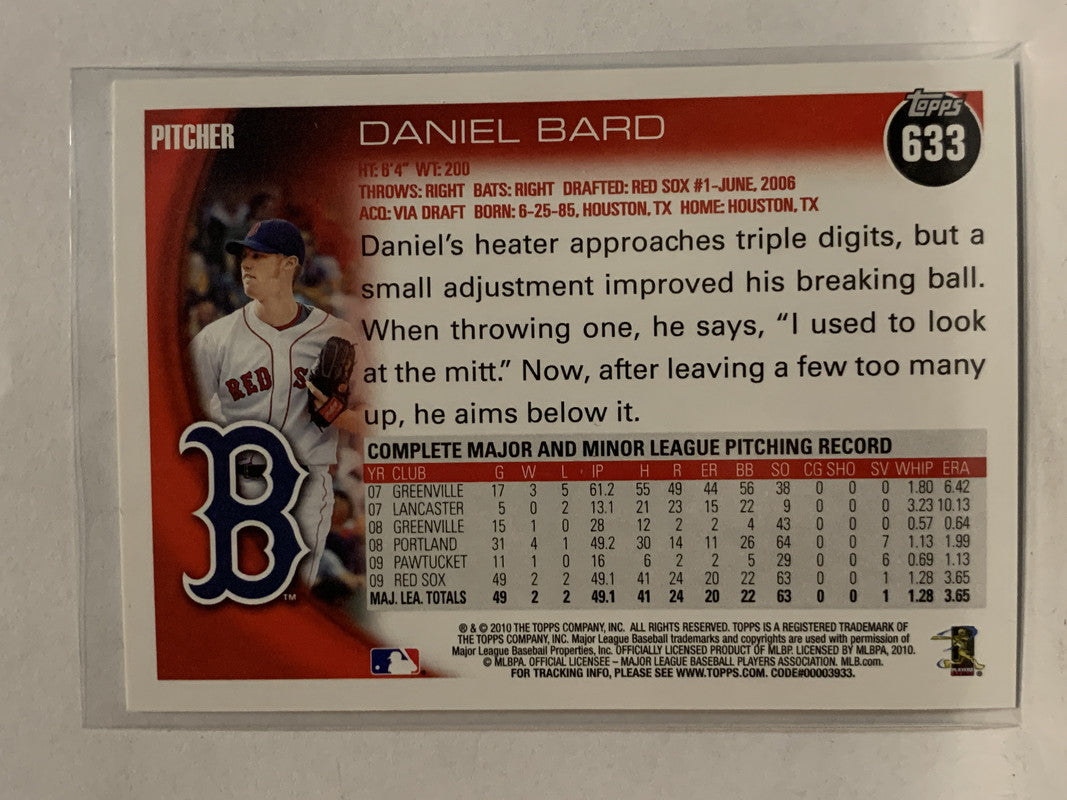 PITCHER
DANIEL BARD
Topps
633
HT: 6'4" WT: 200
THROWS: RIGHT BATS: RIGHT DRAFTED: RED SOX #1-JUNE, 2006
ACQ: VIA DRAFT BORN: 6-25-85, HOUSTON, TX HOME: HOUSTON, TX
Daniel's heater approaches triple digits, but a
small adjustment improved his breaking ball.
When throwing one, he says, "I used to look
at the mitt." Now, after leaving a few too many
up, he aims below it.
RED S
B
TM
COMPLETE MAJOR AND MINOR LEAGUE PITCHING RECORD
YR CLUB G W L IP H R ER BB SO CG SHO SV WHIP ERA
07 GREENVILLE 17 3 5 61.2 55 49 44 56 38 0 0 0 1.80 6.42
07 LANCASTER 5 0 2 13.1 21 23 15 22 9 0 0 0 3.23 10.13
08 GREENVILLE 15 1 0 28 12 2 2 4 43 0 0 0 0.57 0.64
08 PORTLAND 31 4 1 49.2 30 14 11 26 64 0 0 7 1.13 1.99
09 PAWTUCKET 11 1 0 16 6 2 2 5 29 0 0 6 0.69 1.13
09 RED SOX 49 2 2 49.1 41 24 20 22 63 0 0 1 1.28 3.65
MAJ. LEA. TOTALS 49 2 2 49.1 41 24 20 22 63 0 0 1 1.28 3.65
® & © 2010 THE TOPPS COMPANY, INC. ALL RIGHTS RESERVED. TOPPS IS A REGISTERED TRADEMARK OF
THE TOPPS COMPANY, INC. Major League Baseball trademarks and copyrights are used with permission of
Major League Baseball Properties, Inc. OFFICIALLY LICENSED PRODUCT OF MLBP. LICENSED BY MLBPA, 2010.
© MLBPA. OFFICIAL LICENSEE – MAJOR LEAGUE BASEBALL PLAYERS ASSOCIATION. MLB.com.
FOR TRACKING INFO, PLEASE SEE WWW.TOPPS.COM. CODE#00003933.